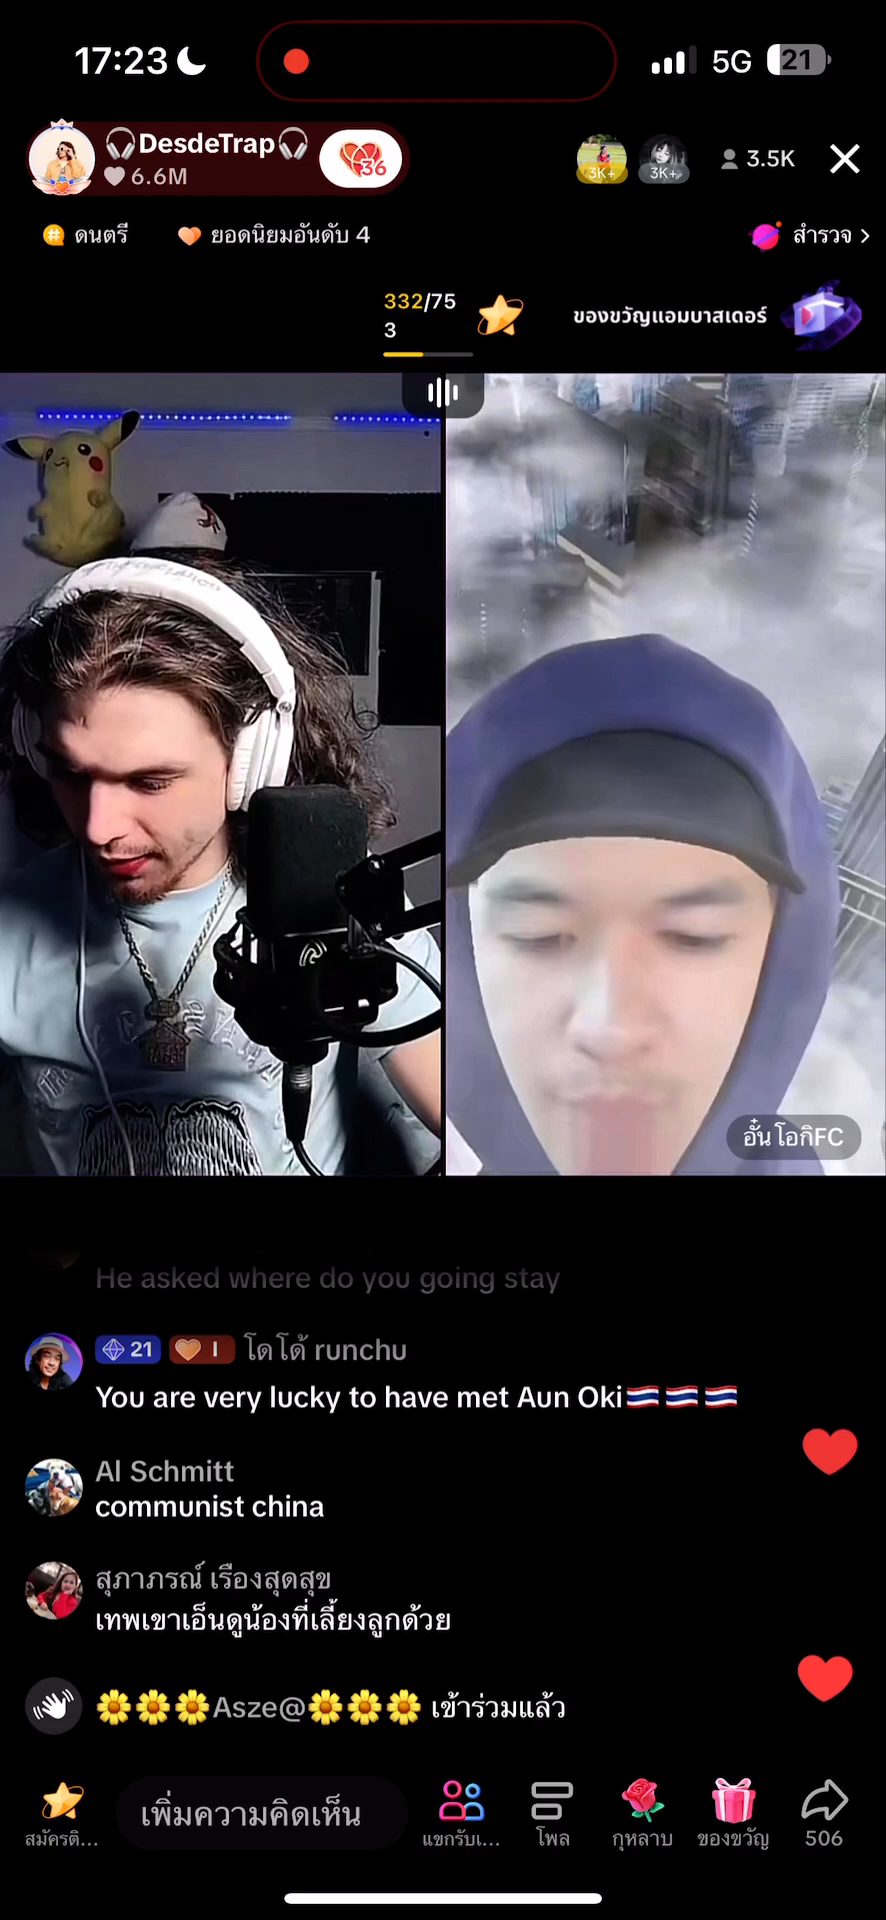 17:23
5G
21
🎧DesdeTrap🎧
36
6.6M
3K+
3K+
3.5K
ดนตรี
ยอดนิยมอันดับ 4
สำรวจ
332/75
3
ของขวัญแอมบาสเดอร์
อั๋น โอกิFC
He asked where do you going stay
21
I
โดโด้ runchu
You are very lucky to have met Aun Oki🇹🇭🇹🇭🇹🇭
Al Schmitt
communist china
สุภาภรณ์ เรืองสุดสุข
เทพเขาเอ็นดูน้องที่เลี้ยงลูกด้วย
🌼🌼🌼Asze@🌼🌼🌼 เข้าร่วมแล้ว
สมัครติ...
เพิ่มความคิดเห็น
แขกรับเ...
โพล
กุหลาบ
ของขวัญ
506